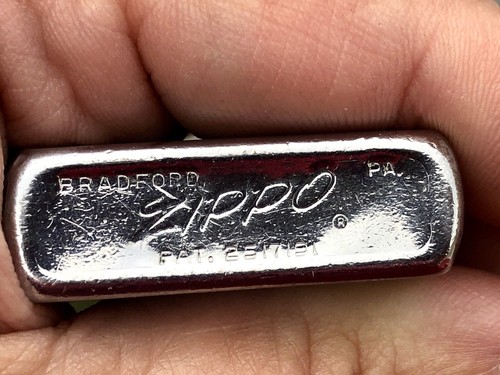 BRADFORD. PA.
ZIPPO ®
PAT. 2517191